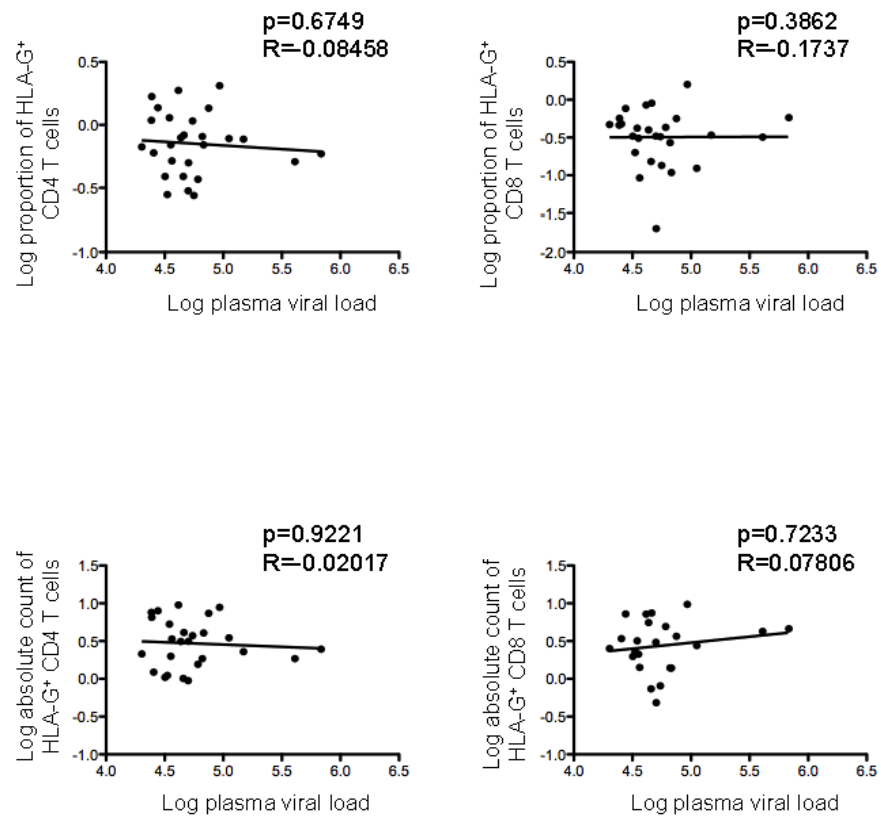 p=0.6749
R=-0.08458
Log proportion of HLA-G⁺
CD4 T cells
0.5
0.0
-0.5
-1.0
4.0 4.5 5.0 5.5 6.0 6.5
Log plasma viral load
p=0.3862
R=-0.1737
Log proportion of HLA-G⁺
CD8 T cells
0.5
0.0
-0.5
-1.0
-1.5
-2.0
4.0 4.5 5.0 5.5 6.0 6.5
Log plasma viral load
p=0.9221
R=-0.02017
Log absolute count of
HLA-G⁺ CD4 T cells
1.5
1.0
0.5
0.0
-0.5
-1.0
4.0 4.5 5.0 5.5 6.0 6.5
Log plasma viral load
p=0.7233
R=0.07806
Log absolute count of
HLA-G⁺ CD8 T cells
1.5
1.0
0.5
0.0
-0.5
-1.0
4.0 4.5 5.0 5.5 6.0 6.5
Log plasma viral load